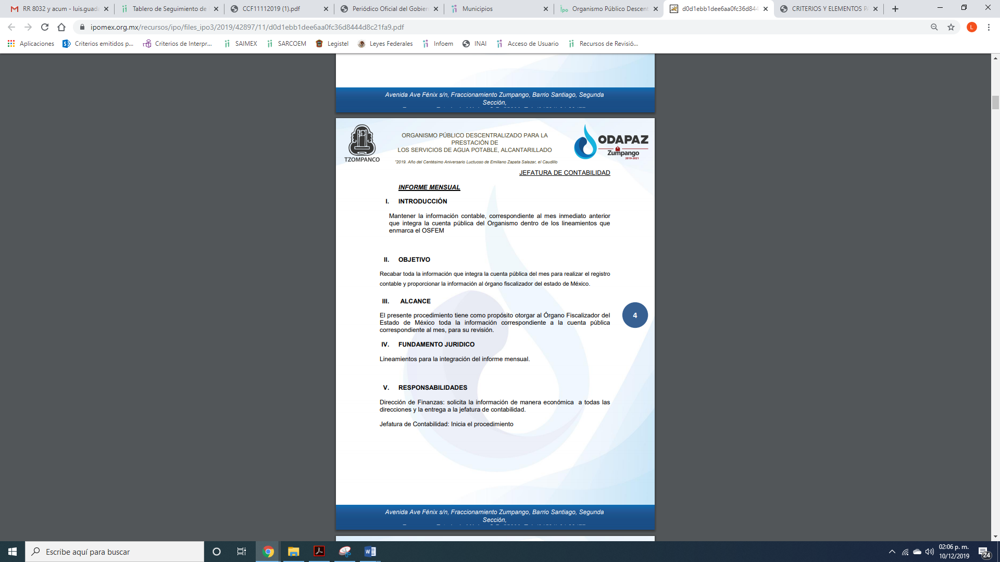 RR 8032 y acum - luis.guad
Tablero de Seguimiento de
CCF11112019 (1).pdf
Periódico Oficial del Gobier
Municipios
Organismo Público Descent
d0d1ebb1dee6aa0fc36d844
CRITERIOS Y ELEMENTOS P
ipomex.org.mx/recursos/ipo/files_ipo3/2019/42897/11/d0d1ebb1dee6aa0fc36d8444d8c21fa9.pdf
L
Aplicaciones
Criterios emitidos p...
Criterios de Interpr...
SAIMEX
SARCOEM
Legistel
Leyes Federales
Infoem
INAI
Acceso de Usuario
Recursos de Revisió...
Avenida Ave Fénix s/n, Fraccionamiento Zumpango, Barrio Santiago, Segunda
Sección,
TZOMPANCO
ORGANISMO PÚBLICO DESCENTRALIZADO PARA LA
PRESTACIÓN DE
LOS SERVICIOS DE AGUA POTABLE, ALCANTARILLADO
"2019. Año del Centésimo Aniversario Luctuoso de Emiliano Zapata Salazar, el Caudillo
ODAPAZ
Zumpango
2019-2021
JEFATURA DE CONTABILIDAD
INFORME MENSUAL
I. INTRODUCCIÓN
Mantener la información contable, correspondiente al mes inmediato anterior
que integra la cuenta pública del Organismo dentro de los lineamientos que
enmarca el OSFEM
II. OBJETIVO
Recabar toda la información que integra la cuenta pública del mes para realizar el registro
contable y proporcionar la información al órgano fiscalizador del estado de México.
III. ALCANCE
El presente procedimiento tiene como propósito otorgar al Órgano Fiscalizador del
Estado de México toda la información correspondiente a la cuenta pública
correspondiente al mes, para su revisión.
4
IV. FUNDAMENTO JURIDICO
Lineamientos para la integración del informe mensual.
V. RESPONSABILIDADES
Dirección de Finanzas: solicita la información de manera económica a todas las
direcciones y la entrega a la jefatura de contabilidad.
Jefatura de Contabilidad: Inicia el procedimiento
Avenida Ave Fénix s/n, Fraccionamiento Zumpango, Barrio Santiago, Segunda
Sección,
Escribe aquí para buscar
02:06 p. m.
10/12/2019
24